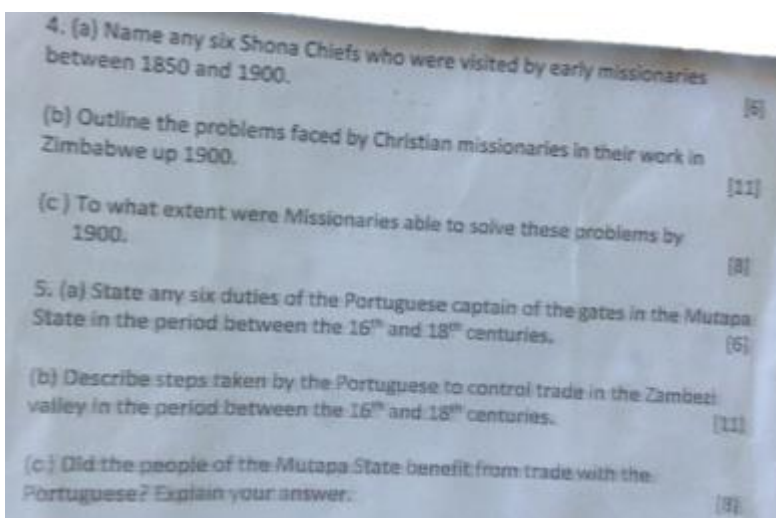 4. (a) Name any six Shona Chiefs who were visited by early missionaries
between 1850 and 1900.
[6]
(b) Outline the problems faced by Christian missionaries in their work in
Zimbabwe up 1900.
[11]
(c) To what extent were Missionaries able to solve these problems by
1900.
[8]
5. (a) State any six duties of the Portuguese captain of the gates in the Mutapa
State in the period between the 16th and 18th centuries. [6]
(b) Describe steps taken by the Portuguese to control trade in the Zambezi
valley in the period between the 16th and 18th centuries. [11]
(c) Did the people of the Mutapa State benefit from trade with the
Portuguese? Explain your answer. [8]